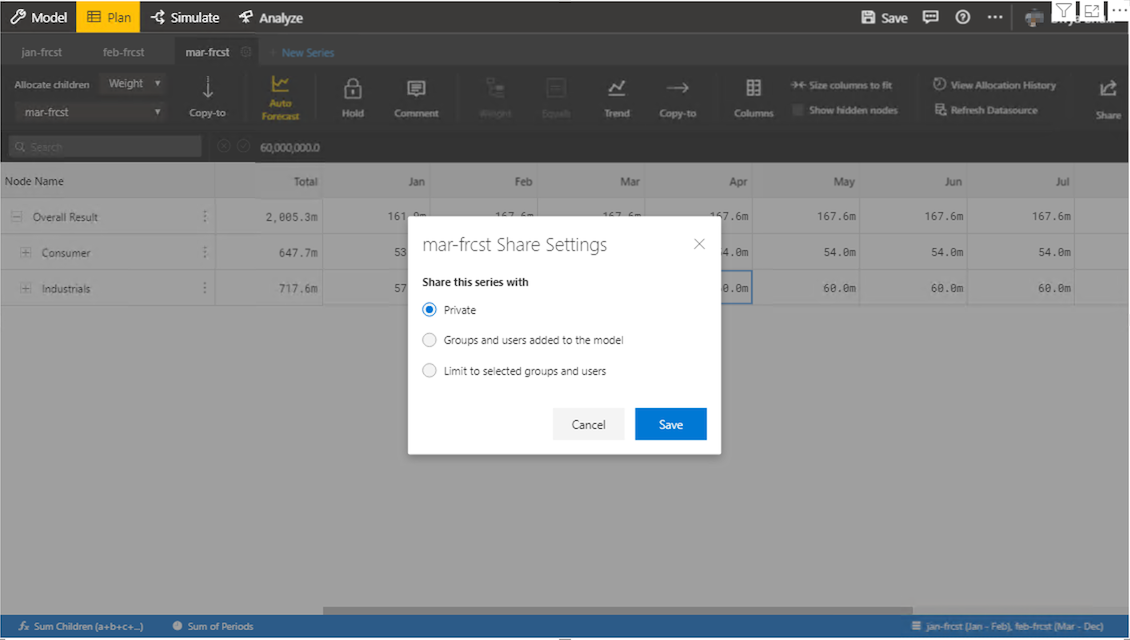 Model Plan Simulate Analyze Save
jan-frcst feb-frcst mar-frcst + New Series
Allocate children Weight
mar-frcst
Copy-to
Auto
Forecast
Hold
Comment
Weight
Equals
Trend
Copy-to
Columns
Size columns to fit
Show hidden nodes
View Allocation History
Refresh Datasource
Share
Search 60,000,000.0
Node Name Total Jan Feb Mar Apr May Jun Jul
Overall Result 2,005.3m 161 167.6m 167.6m 167.6m 167.6m 167.6m 167.6m
Consumer 647.7m 53 4.0m 54.0m 54.0m 54.0m
Industrials 717.6m 57 0.0m 60.0m 60.0m 60.0m
mar-frcst Share Settings
Share this series with
Private
Groups and users added to the model
Limit to selected groups and users
Cancel Save
fx Sum Children (a+b+c+...) Sum of Periods jan-frcst (Jan - Feb), feb-frcst (Mar - Dec)